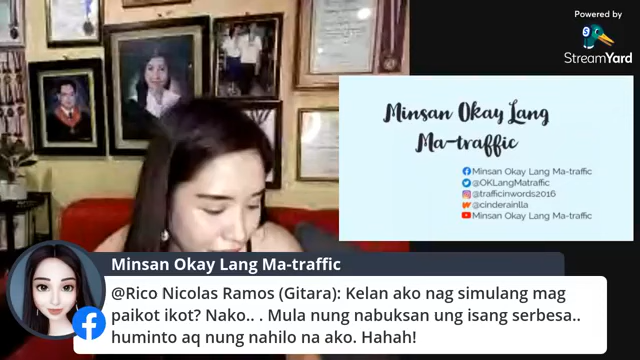 Powered by
StreamYard
Minsan Okay Lang
Ma-traffic
Minsan Okay Lang Ma-traffic
@OKLangMatraffic
@trafficinwords2016
@cinderainlla
Minsan Okay Lang Ma-traffic
Minsan Okay Lang Ma-traffic
@Rico Nicolas Ramos (Gitara): Kelan ako nag simulang mag
paikot ikot? Nako.. . Mula nung nabuksan ung isang serbesa..
huminto aq nung nahilo na ako. Hahah!